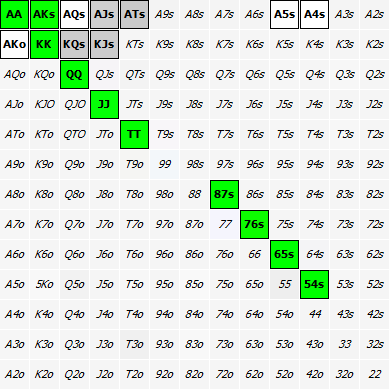 AA AKs AQs AJs ATs A9s A8s A7s A6s A5s A4s A3s A2s
AKo KK KQs KJs KTs K9s K8s K7s K6s K5s K4s K3s K2s
AQo KQo QQ QJs QTs Q9s Q8s Q7s Q6s Q5s Q4s Q3s Q2s
AJo KJO QJO JJ JTs J9s J8s J7s J6s J5s J4s J3s J2s
ATo KTo QTO JTo TT T9s T8s T7s T6s T5s T4s T3s T2s
A9o K9o Q9o J9o T9o 99 98s 97s 96s 95s 94s 93s 92s
A8o K8o Q8o J8o T8o 98o 88 87s 86s 85s 84s 83s 82s
A7o K7o Q7o J7o T7o 97o 87o 77 76s 75s 74s 73s 72s
A6o K6o Q6o J6o T6o 96o 86o 76o 66 65s 64s 63s 62s
A5o 5Ko Q5o J5o T5o 95o 85o 75o 65o 55 54s 53s 52s
A4o K4o Q4o J4o T4o 94o 84o 74o 64o 54o 44 43s 42s
A3o K3o Q3o J3o T3o 93o 83o 73o 63o 53o 43o 33 32s
A2o K2o Q2o J2o T2o 92o 82o 72o 62o 52o 42o 32o 22